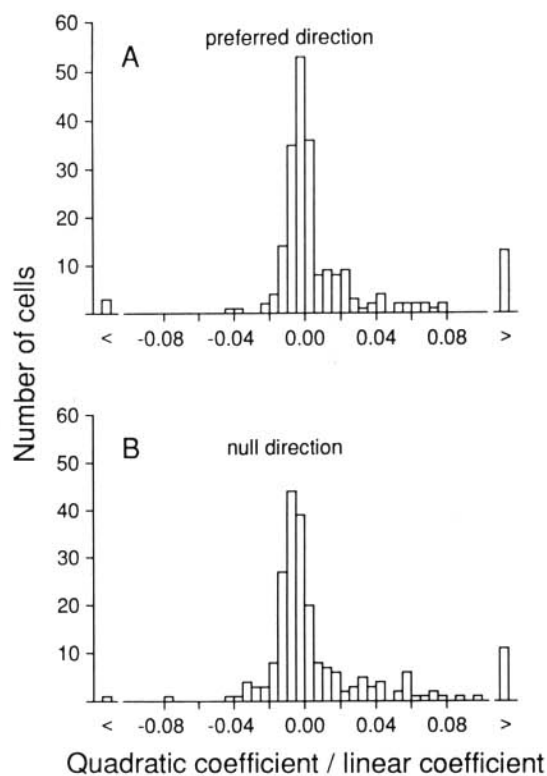 60
50
40
30
20
10
A
preferred direction
< -0.08 -0.04 0.00 0.04 0.08 >
Number of cells
60
50
40
30
20
10
B
null direction
< -0.08 -0.04 0.00 0.04 0.08 >
Quadratic coefficient / linear coefficient